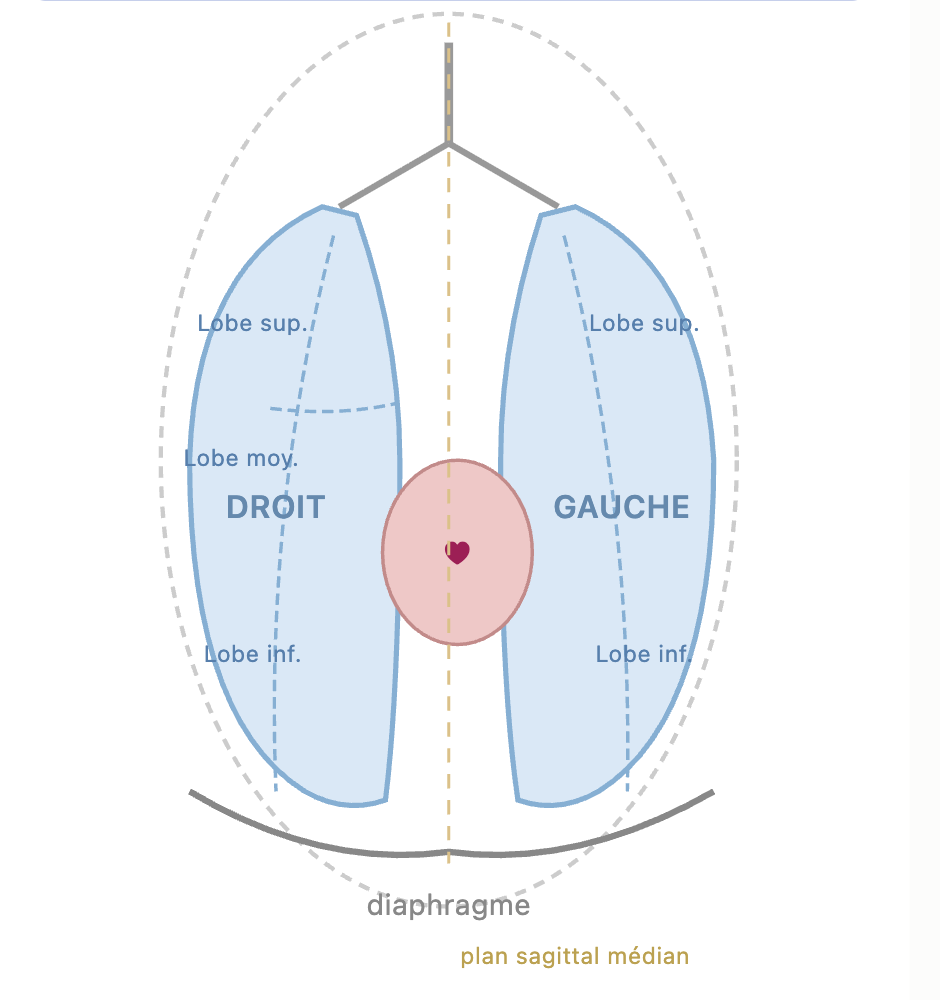 Lobe sup.
Lobe sup.
Lobe moy.
DROIT
GAUCHE
Lobe inf.
Lobe inf.
diaphragme
plan sagittal médian